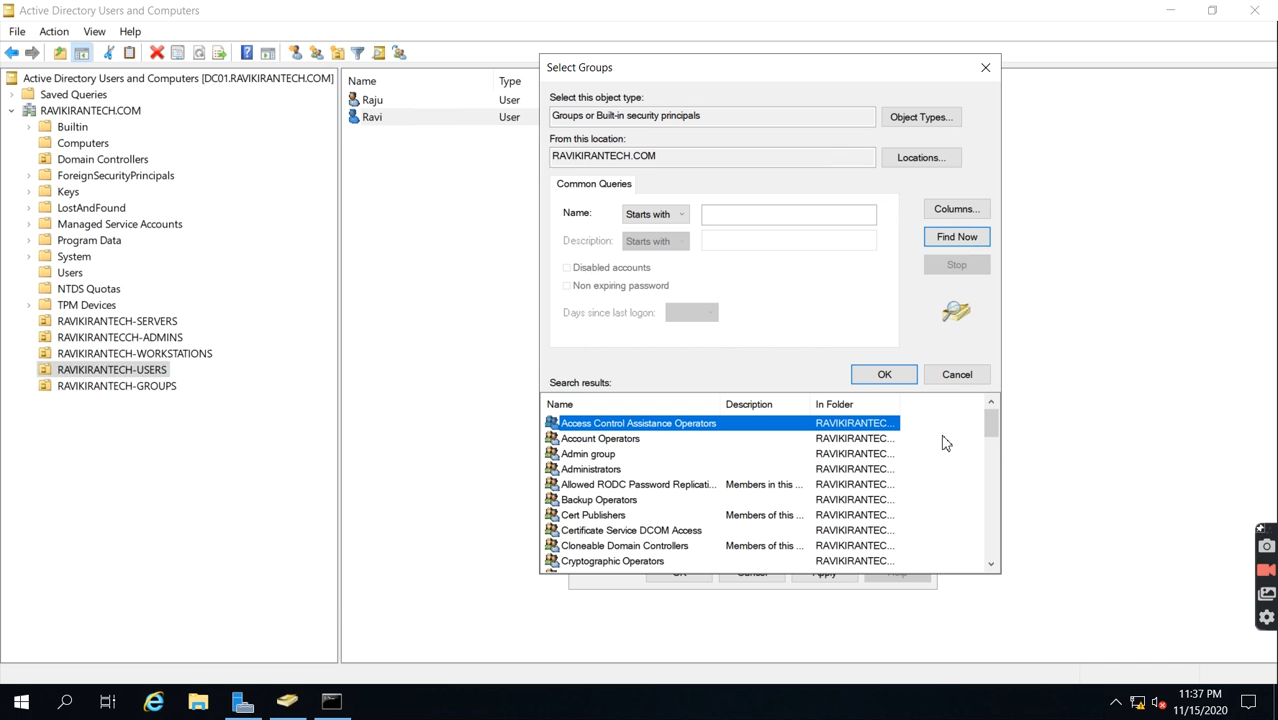 Active Directory Users and Computers
File Action View Help
Active Directory Users and Computers [DC01.RAVIKIRANTECH.COM]
Saved Queries
RAVIKIRANTECH.COM
Builtin
Computers
Domain Controllers
ForeignSecurityPrincipals
Keys
LostAndFound
Managed Service Accounts
Program Data
System
Users
NTDS Quotas
TPM Devices
RAVIKIRANTECH-SERVERS
RAVIKIRANTECCH-ADMINS
RAVIKIRANTECH-WORKSTATIONS
RAVIKIRANTECH-USERS
RAVIKIRANTECH-GROUPS
Name Type
Raju User
Ravi User
Select Groups
Select this object type:
Groups or Built-in security principals Object Types...
From this location:
RAVIKIRANTECH.COM Locations...
Common Queries
Name: Starts with Columns...
Description: Starts with Find Now
Disabled accounts Stop
Non expiring password
Days since last logon:
OK Cancel
Search results:
Name Description In Folder
Access Control Assistance Operators RAVIKIRANTEC...
Account Operators RAVIKIRANTEC...
Admin group RAVIKIRANTEC...
Administrators RAVIKIRANTEC...
Allowed RODC Password Replicati... Members in this ... RAVIKIRANTEC...
Backup Operators RAVIKIRANTEC...
Cert Publishers Members of this ... RAVIKIRANTEC...
Certificate Service DCOM Access RAVIKIRANTEC...
Cloneable Domain Controllers Members of this ... RAVIKIRANTEC...
Cryptographic Operators RAVIKIRANTEC...
OK Cancel Apply Help
11:37 PM
11/15/2020